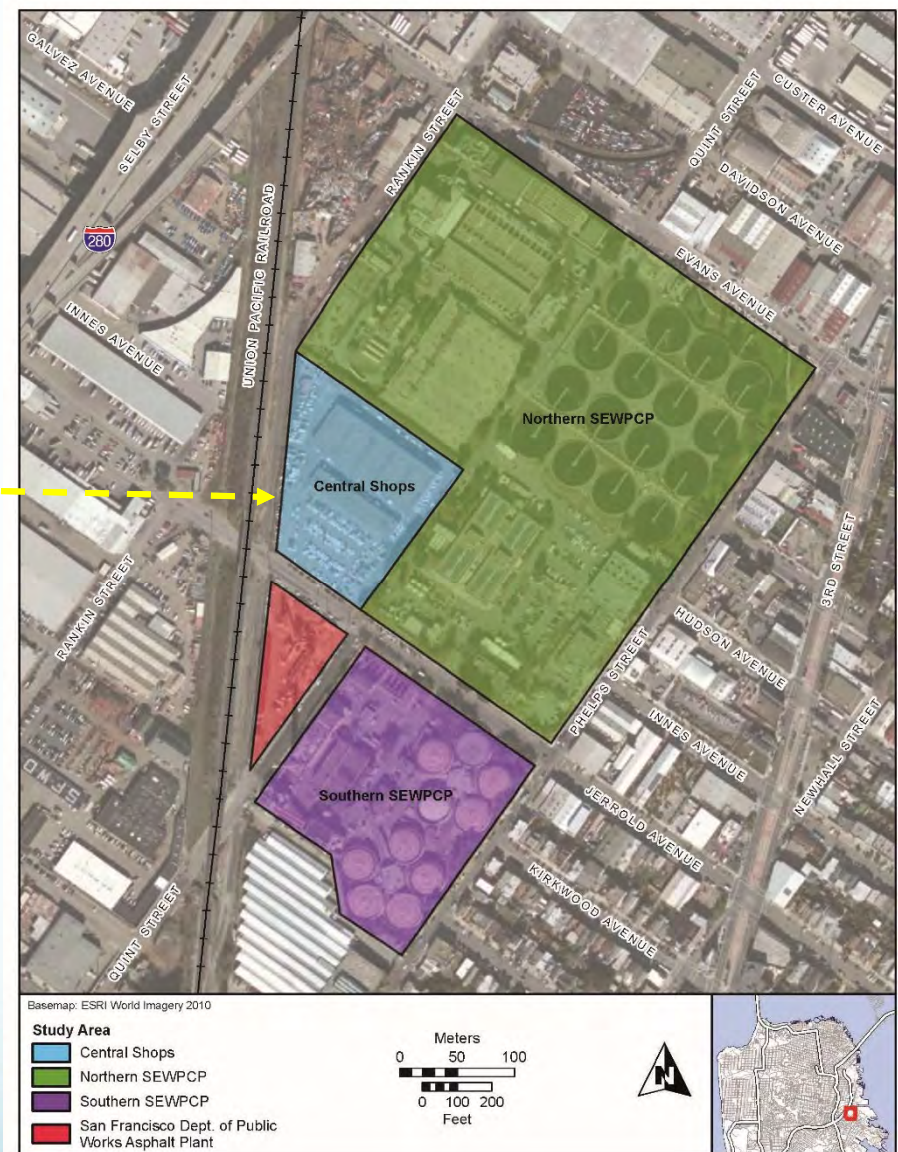 GALVEZ AVENUE
SELBY STREET
280
UNION PACIFIC RAILROAD
RANKIN STREET
QUINT STREET
CUSTER AVENUE
DAVIDSON AVENUE
EVANS AVENUE
INNES AVENUE
Northern SEWPCP
Central Shops
3RD STREET
RANKIN STREET
HUDSON AVENUE
PHELPS STREET
INNES AVENUE
NEWHALL STREET
JERROLD AVENUE
Southern SEWPCP
KIRKWOOD AVENUE
SFWD
QUINT STREET
Basemap: ESRI World Imagery 2010
Study Area
Central Shops
Northern SEWPCP
Southern SEWPCP
San Francisco Dept. of Public
Works Asphalt Plant
Meters
0 50 100
0 100 200
Feet
N